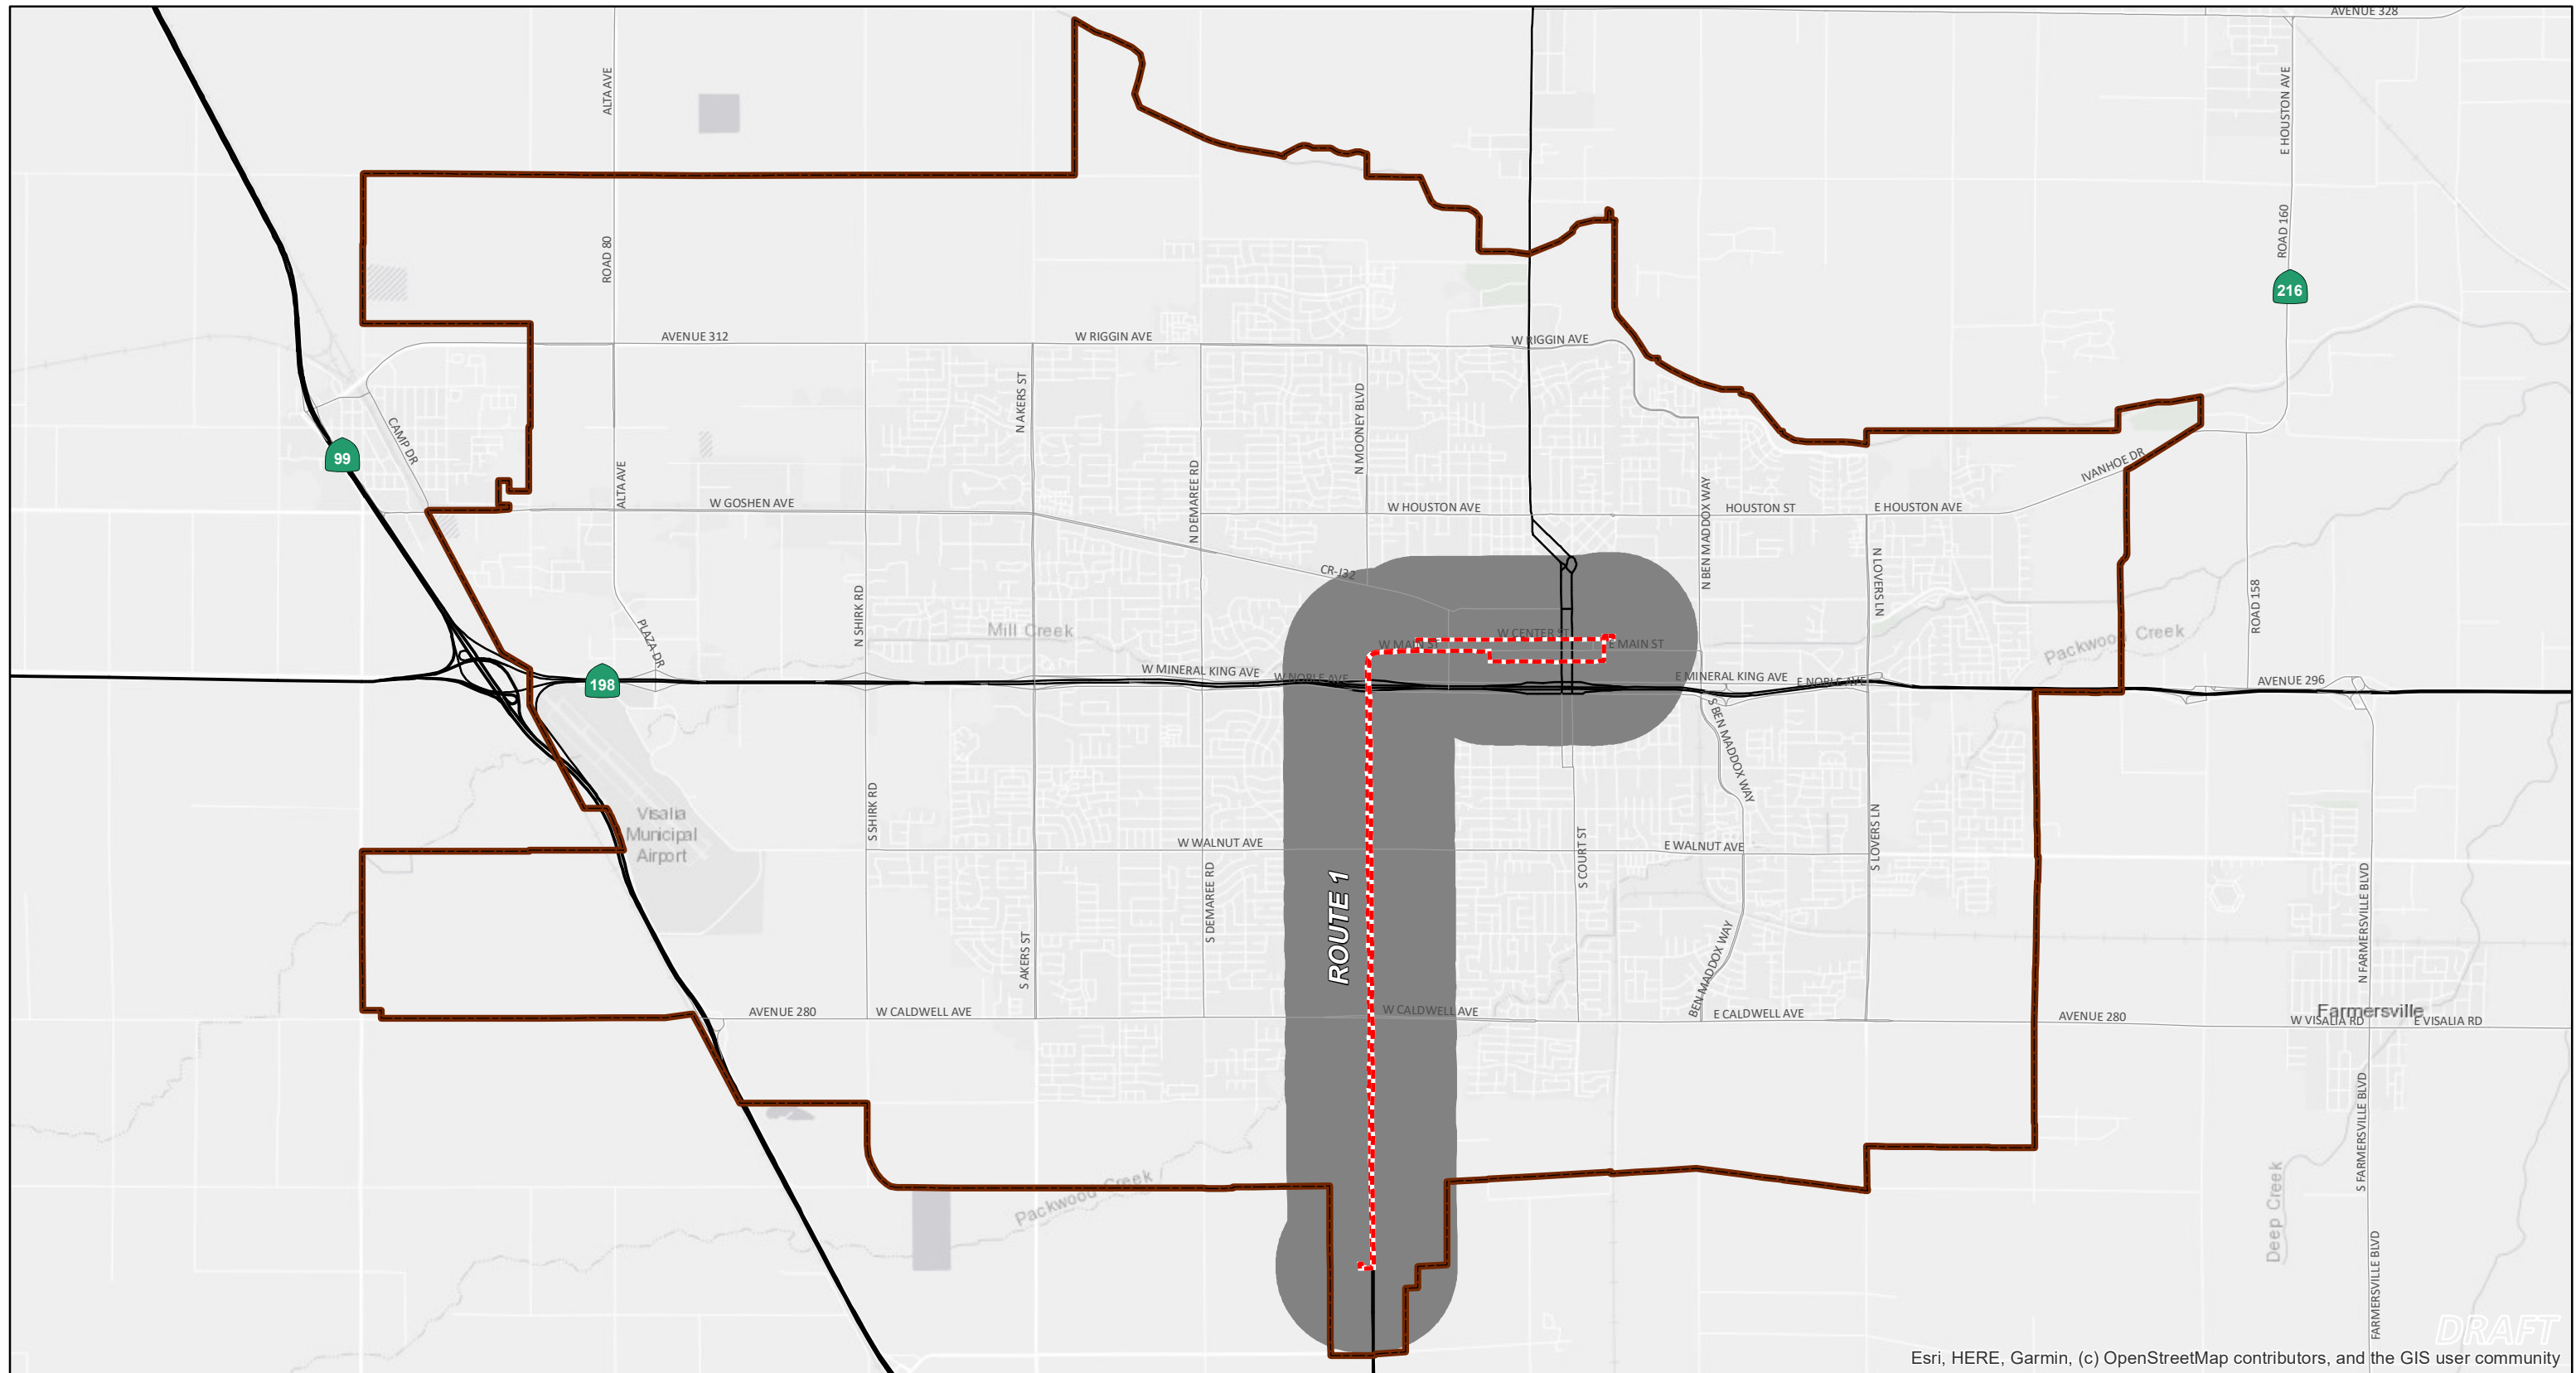 AVENUE 328
ALTA AVE
E HOUSTON AVE
ROAD 80
ROAD 160
216
AVENUE 312
W RIGGIN AVE
W RIGGIN AVE
N AKERS ST
N MOONEY BLVD
CAMP DR
99
ALTA AVE
N DEMAREE RD
IVANHOE DR
W GOSHEN AVE
W HOUSTON AVE
N BEN MADDOX WAY
HOUSTON ST
E HOUSTON AVE
CR-J32
N SHIRK RD
N LOVERS LN
ROAD 158
PLAZA DR
Mill Creek
W CENTER ST
W MAIN ST
E MAIN ST
Packwood Creek
198
W MINERAL KING AVE
W NOBLE AVE
E MINERAL KING AVE
E NOBLE AVE
AVENUE 296
S BEN MADDOX WAY
Visalia
Municipal
Airport
S SHIRK RD
W WALNUT AVE
E WALNUT AVE
S COURT ST
S LOVERS LN
S DEMAREE RD
ROUTE 1
S AKERS ST
BEN MADDOX WAY
N FARMERSVILLE BLVD
AVENUE 280
W CALDWELL AVE
W CALDWELL AVE
E CALDWELL AVE
AVENUE 280
Farmersville
W VISALIA RD
E VISALIA RD
S FARMERSVILLE BLVD
Packwood Creek
Deep Creek
FARMERSVILLE BLVD
DRAFT
Esri, HERE, Garmin, (c) OpenStreetMap contributors, and the GIS user community